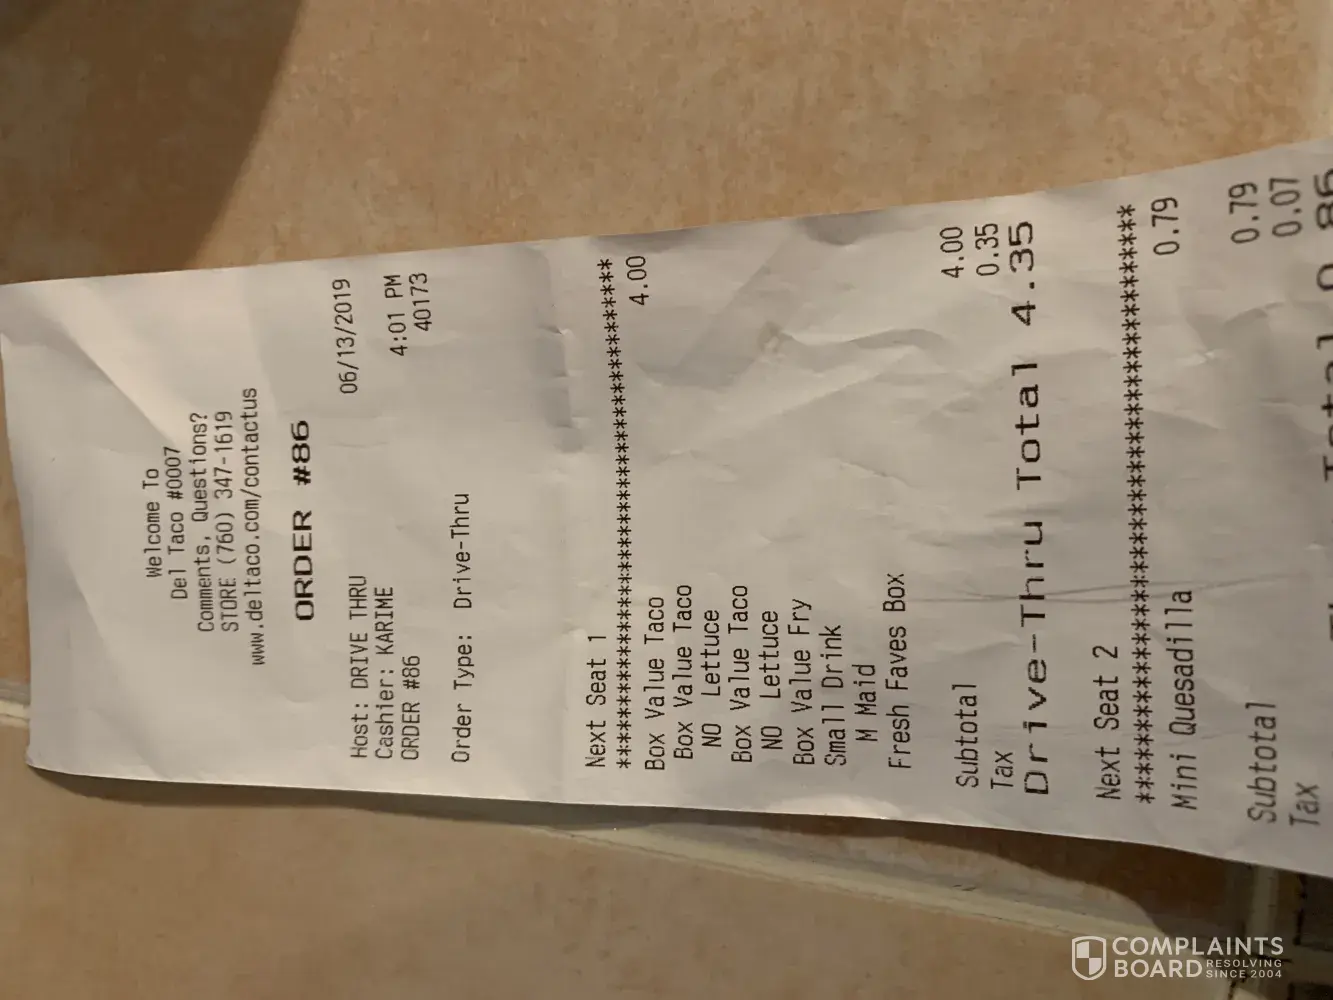 Welcome To
Del Taco #0007
Comments, Questions?
STORE (760) 347-1619
www.deltaco.com/contactus
ORDER #86
06/13/2019
Host: DRIVE THRU
4:01 PM
Cashier: KARIME
40173
ORDER #86
Order Type: Drive-Thru
Next Seat 1
****************************************
Box Value Taco 4.00
Box Value Taco
NO Lettuce
Box Value Taco
NO Lettuce
Box Value Fry
Small Drink
M Maid
Fresh Faves Box
Subtotal 4.00
Tax 0.35
Drive-Thru Total 4.35
Next Seat 2
****************************************
Mini Quesadilla 0.79
Subtotal 0.79
Tax 0.07
Total 0.86
COMPLAINTS
BOARD RESOLVING
SINCE 2004